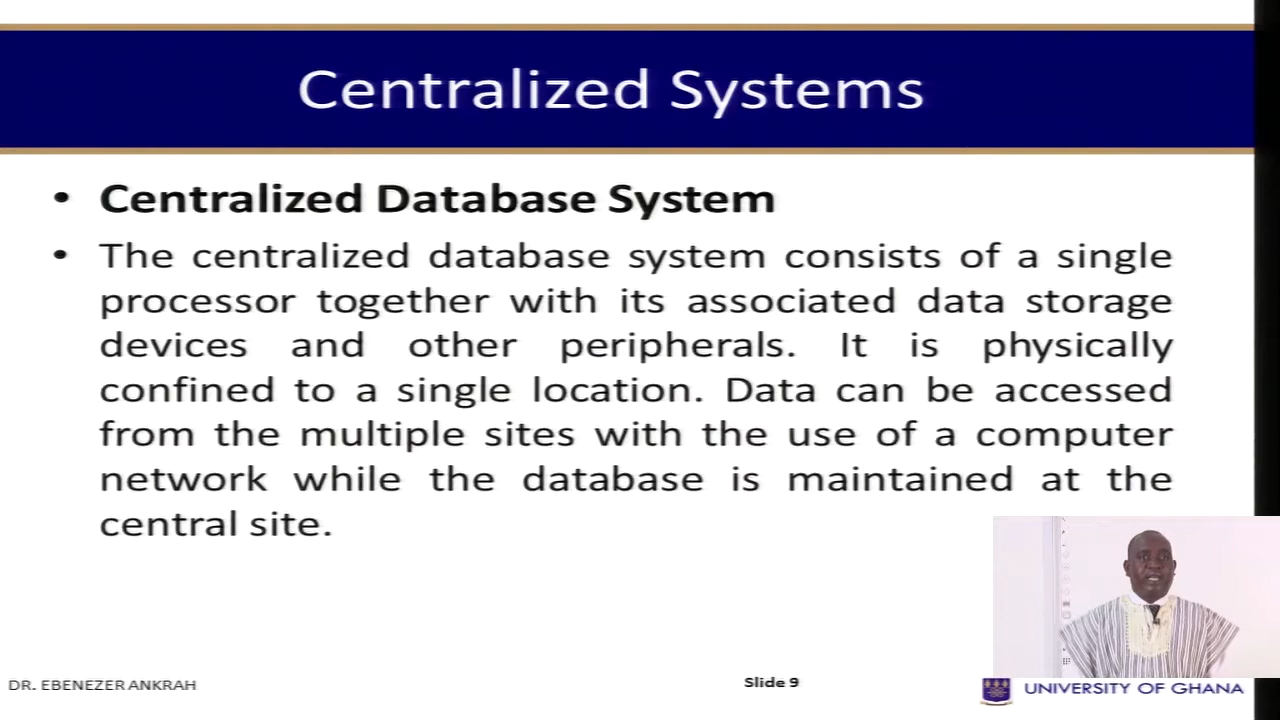 Centralized Systems
• Centralized Database System
• The centralized database system consists of a single
processor together with its associated data storage
devices and other peripherals. It is physically
confined to a single location. Data can be accessed
from the multiple sites with the use of a computer
network while the database is maintained at the
central site.
DR. EBENEZER ANKRAH
Slide 9
UNIVERSITY OF GHANA